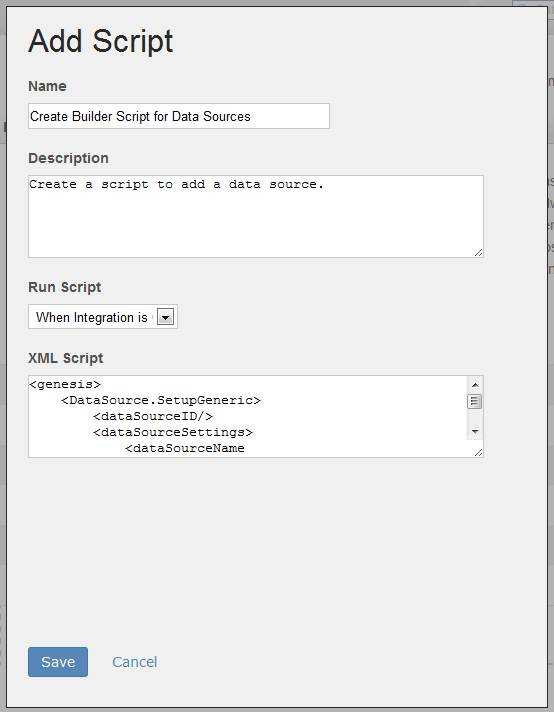 Add Script
Name
Create Builder Script for Data Sources
Description
Create a script to add a data source.
Run Script
When Integration is
XML Script
<genesis>
<DataSource.SetupGeneric>
<dataSourceID/>
<dataSourceSettings>
<dataSourceName
Save Cancel